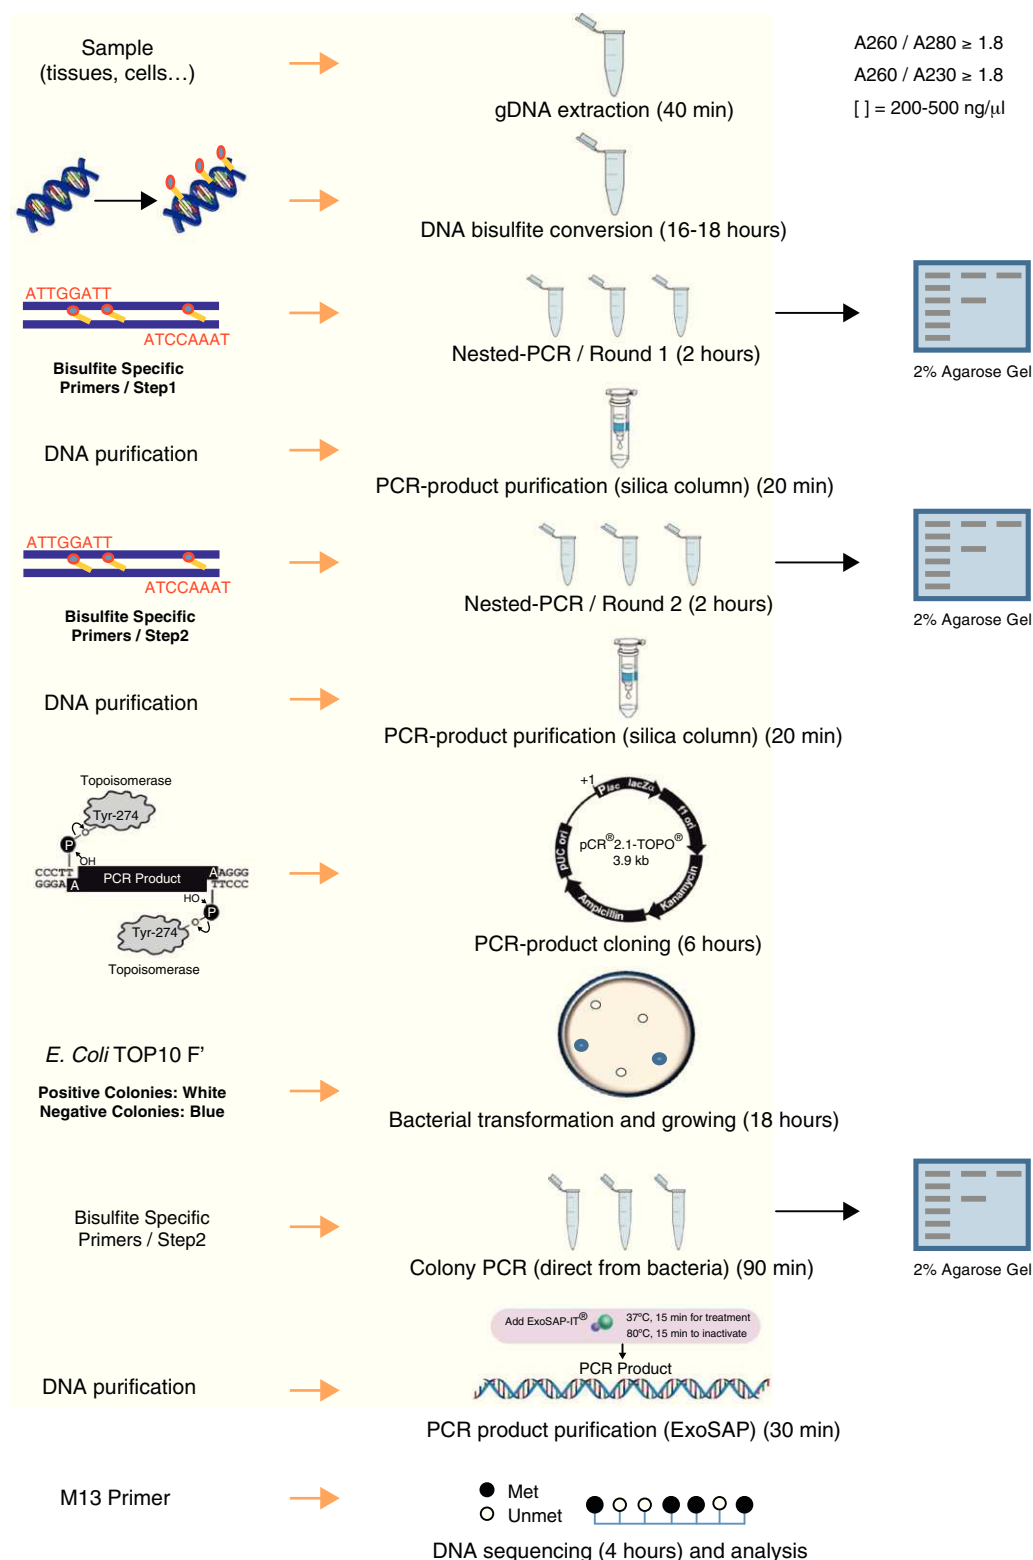 Sample
(tissues, cells…)
gDNA extraction (40 min)
A260 / A280 ≥ 1.8
A260 / A230 ≥ 1.8
[ ] = 200-500 ng/µl
DNA bisulfite conversion (16-18 hours)
ATTGGATT
ATCCAAAT
Bisulfite Specific
Primers / Step1
Nested-PCR / Round 1 (2 hours)
2% Agarose Gel
DNA purification
PCR-product purification (silica column) (20 min)
ATTGGATT
ATCCAAAT
Bisulfite Specific
Primers / Step2
Nested-PCR / Round 2 (2 hours)
2% Agarose Gel
DNA purification
PCR-product purification (silica column) (20 min)
Topoisomerase
Tyr-274
P
OH
CCCTT
GGGA
A
PCR Product
A
AGGG
TTCCC
HO
P
Tyr-274
Topoisomerase
+1
Plac
lacZα
f1 ori
Kanamycin
Ampicillin
pUC ori
pCR®2.1-TOPO®
3.9 kb
PCR-product cloning (6 hours)
E. Coli TOP10 F’
Positive Colonies: White
Negative Colonies: Blue
Bacterial transformation and growing (18 hours)
Bisulfite Specific
Primers / Step2
Colony PCR (direct from bacteria) (90 min)
2% Agarose Gel
Add ExoSAP-IT®
37ºC, 15 min for treatment
80ºC, 15 min to inactivate
PCR Product
DNA purification
PCR product purification (ExoSAP) (30 min)
M13 Primer
Met
Unmet
DNA sequencing (4 hours) and analysis